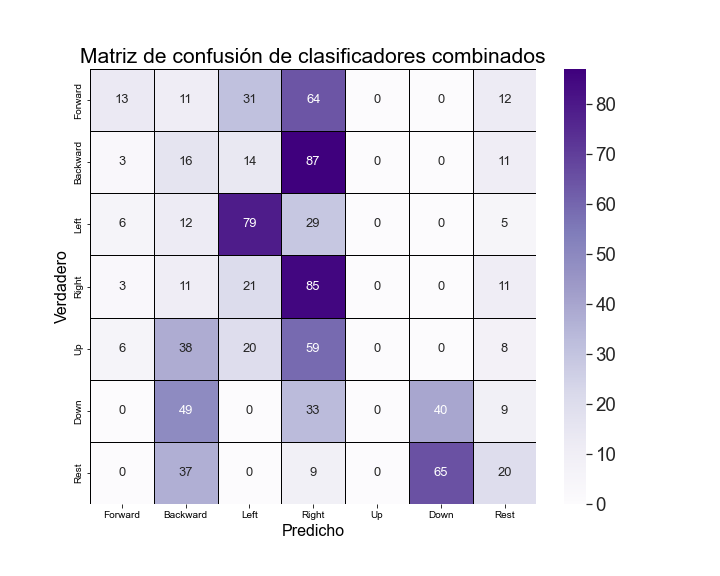 Matriz de confusión de clasificadores combinados
Verdadero
Forward 13 11 31 64 0 0 12
Backward 3 16 14 87 0 0 11
Left 6 12 79 29 0 0 5
Right 3 11 21 85 0 0 11
Up 6 38 20 59 0 0 8
Down 0 49 0 33 0 40 9
Rest 0 37 0 9 0 65 20
Forward Backward Left Right Up Down Rest
Predicho
80
70
60
50
40
30
20
10
0